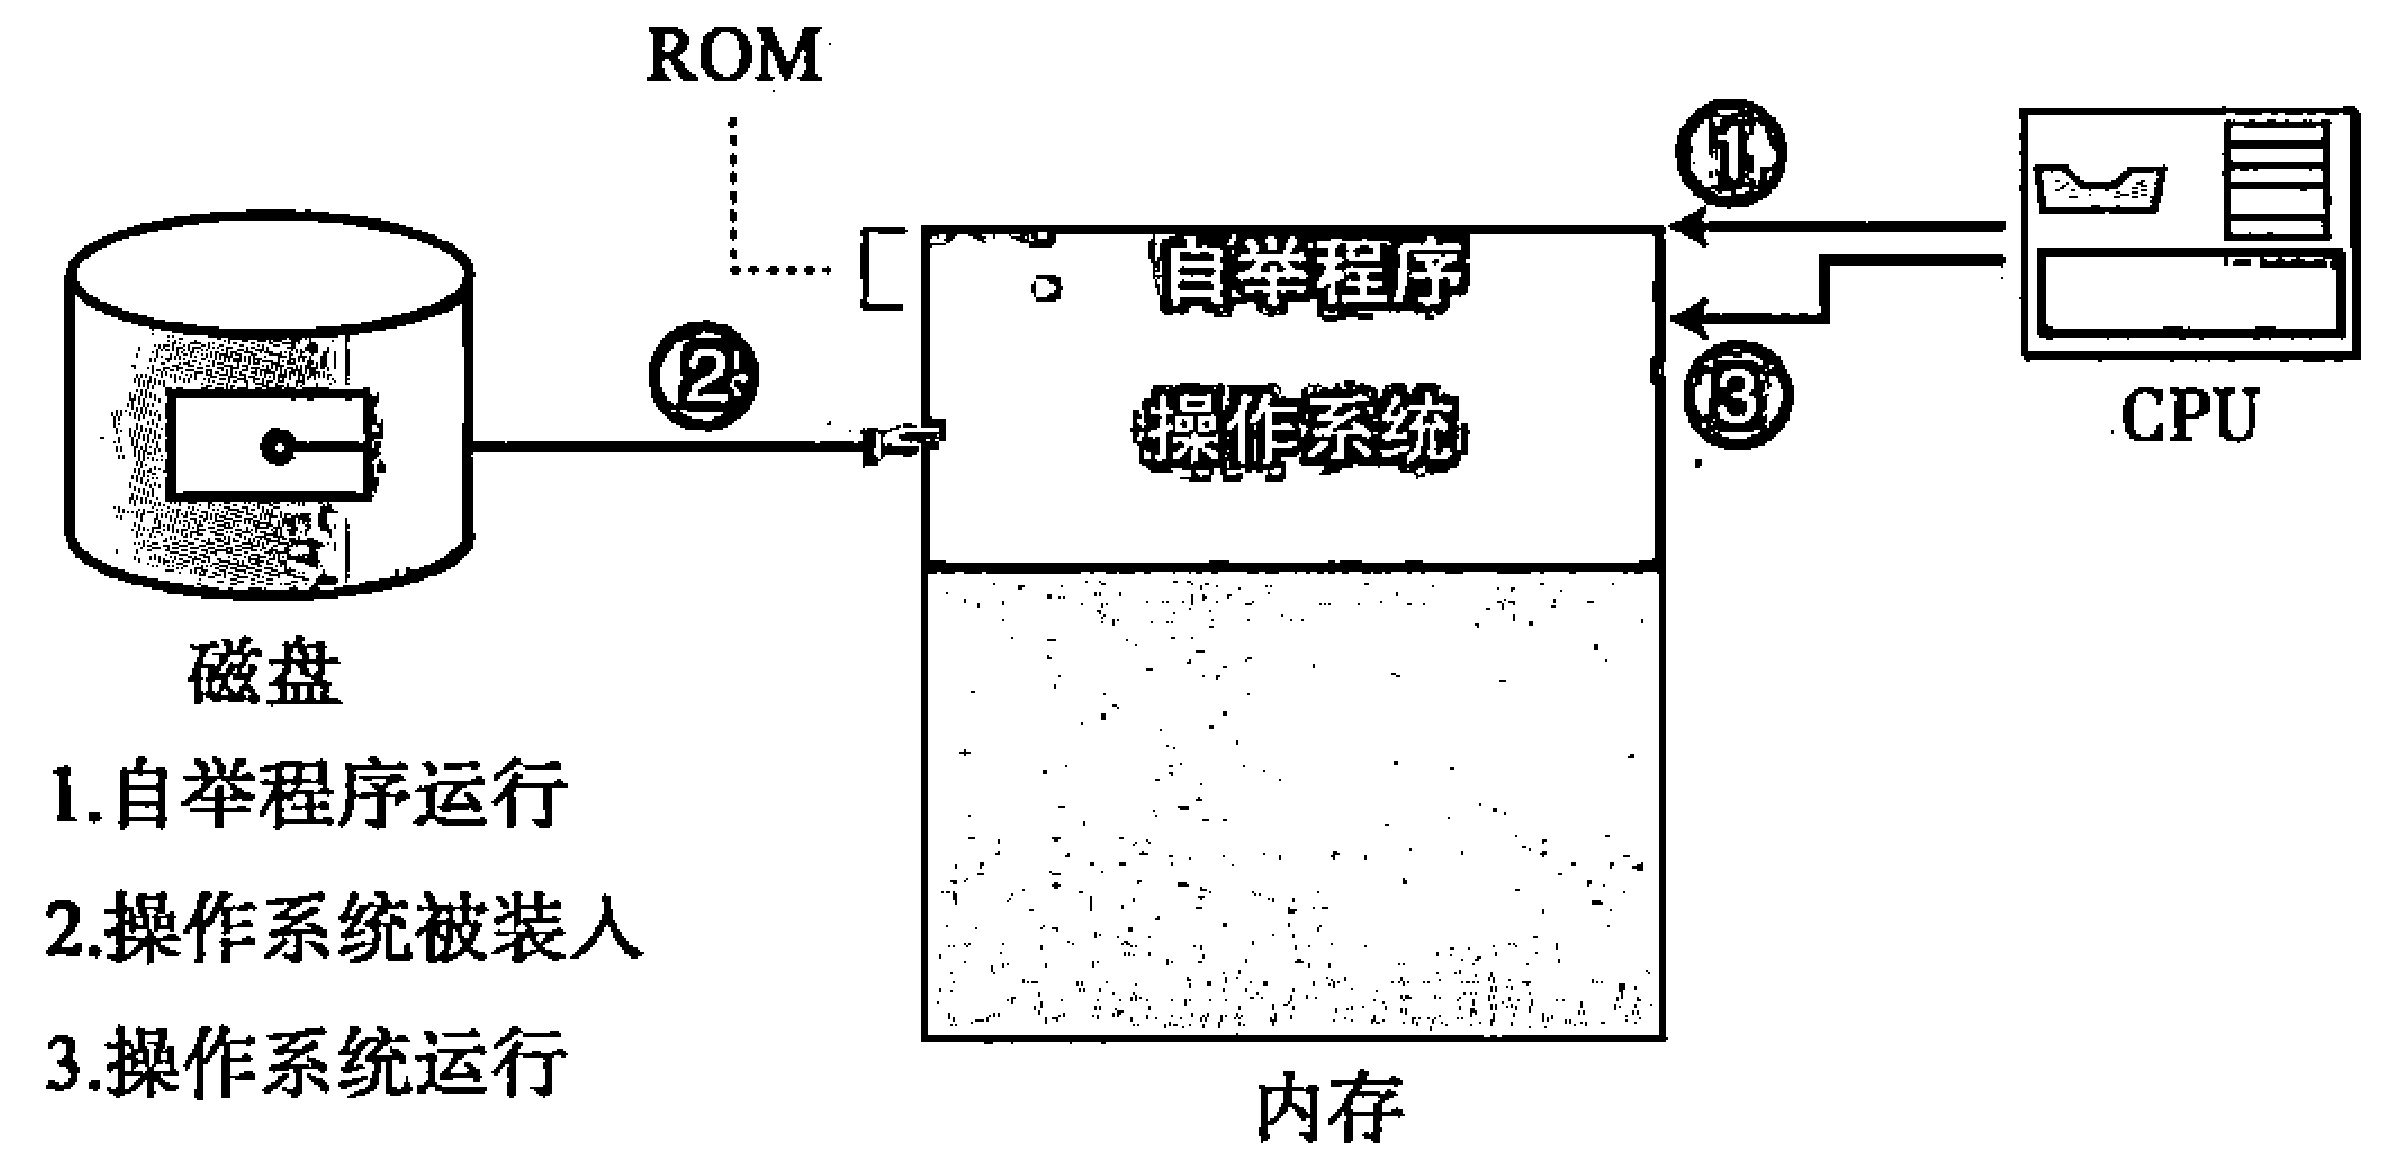 ROM
①
自举程序
②
操作系统
③
CPU
磁盘
1.自举程序运行
2.操作系统被装人
3.操作系统运行
内存